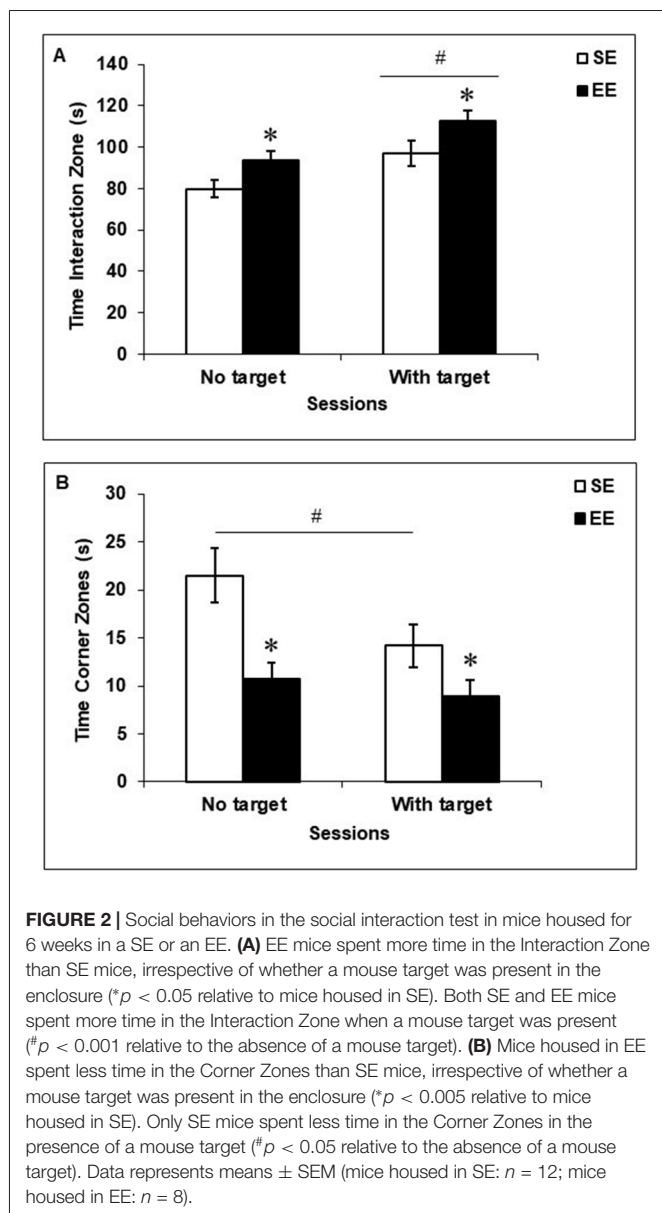 A
140
120
100
80
60
40
20
0
Time Interaction Zone (s)
#
SE
EE
*
*
No target
With target
Sessions
B
30
25
20
15
10
5
0
Time Corner Zones (s)
#
SE
EE
*
*
No target
With target
Sessions
FIGURE 2 | Social behaviors in the social interaction test in mice housed for
6 weeks in a SE or an EE. (A) EE mice spent more time in the Interaction Zone
than SE mice, irrespective of whether a mouse target was present in the
enclosure (*p < 0.05 relative to mice housed in SE). Both SE and EE mice
spent more time in the Interaction Zone when a mouse target was present
(#p < 0.001 relative to the absence of a mouse target). (B) Mice housed in EE
spent less time in the Corner Zones than SE mice, irrespective of whether a
mouse target was present in the enclosure (*p < 0.005 relative to mice
housed in SE). Only SE mice spent less time in the Corner Zones in the
presence of a mouse target (#p < 0.05 relative to the absence of a mouse
target). Data represents means ± SEM (mice housed in SE: n = 12; mice
housed in EE: n = 8).